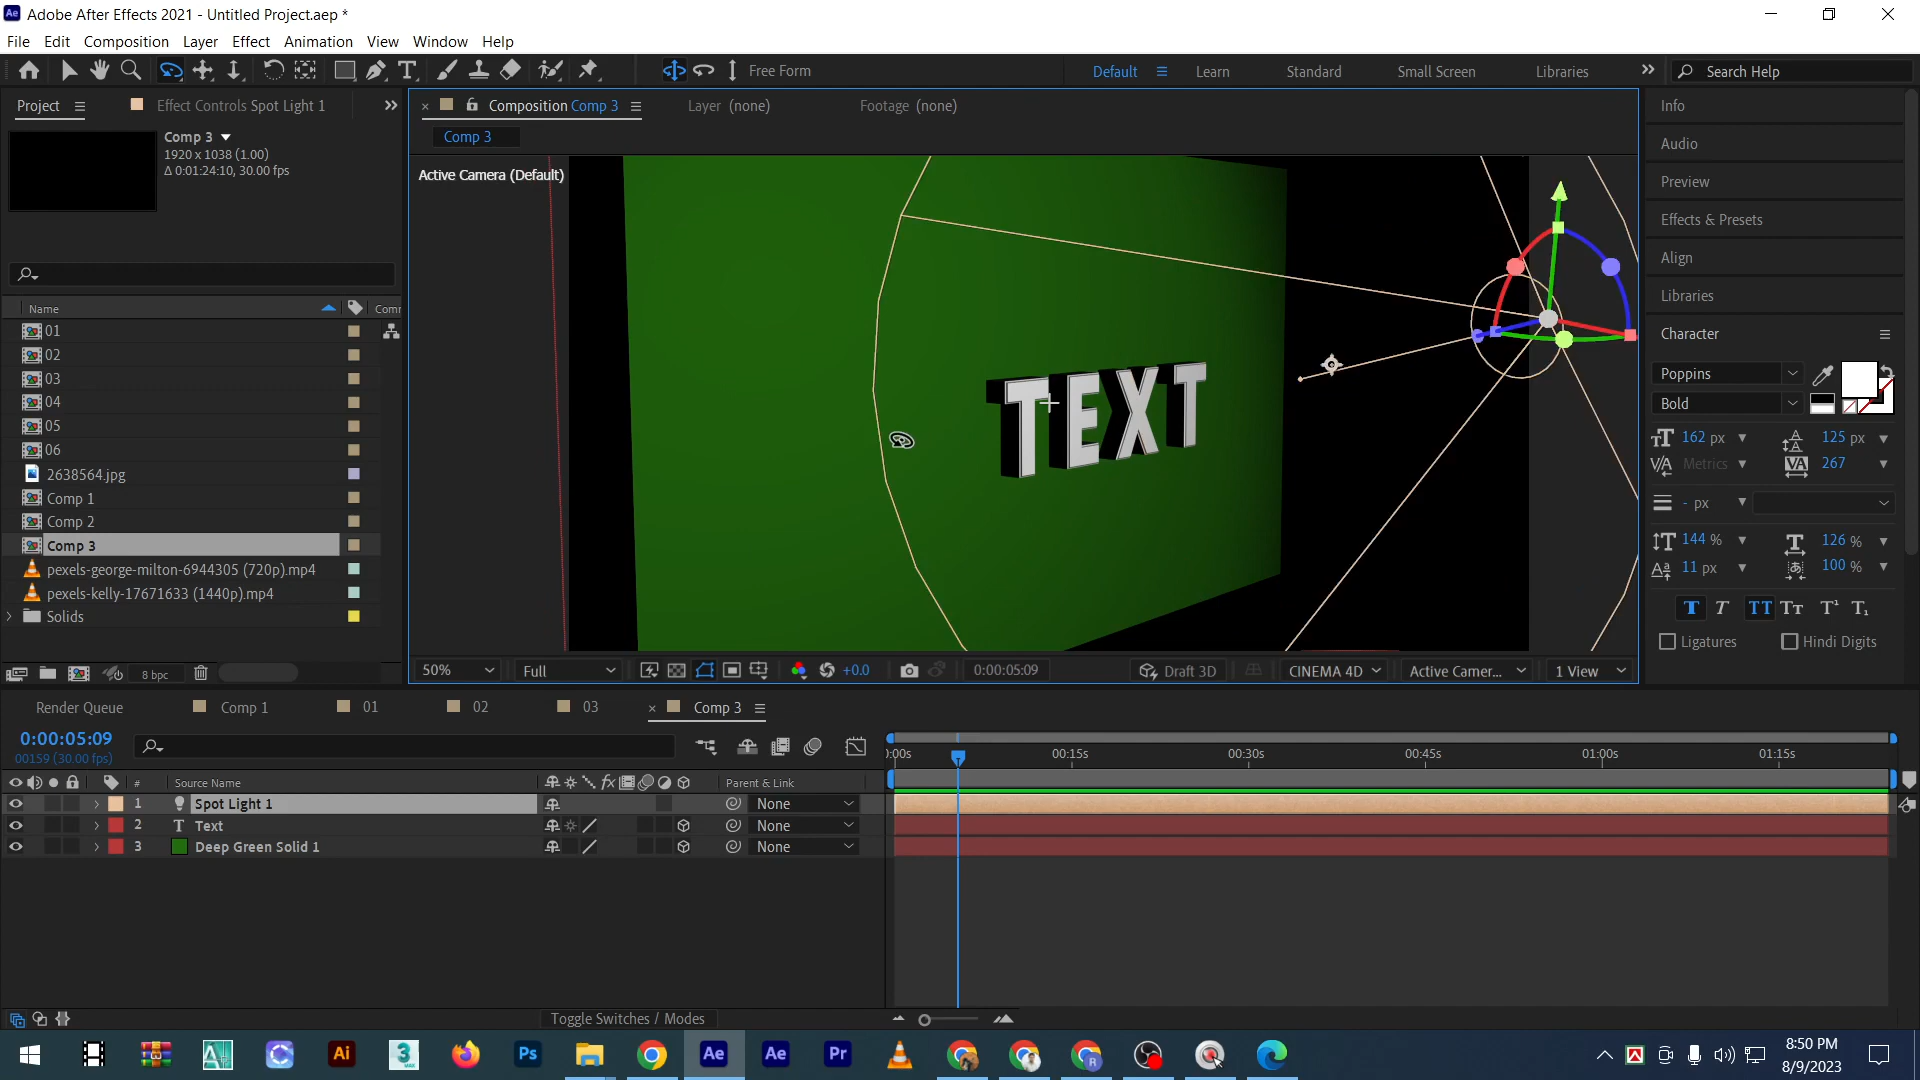 Adobe After Effects 2021 - Untitled Project.aep *
File Edit Composition Layer Effect Animation View Window Help
Free Form
Default Learn Standard Small Screen Libraries
Search Help
Project Effect Controls Spot Light 1
Composition Comp 3 Layer (none) Footage (none)
Comp 3
1920 x 1038 (1.00)
Δ 0:01:24:10, 30.00 fps
Comp 3
Active Camera (Default)
TEXT
Name Comr
01
02
03
04
05
06
2638564.jpg
Comp 1
Comp 2
Comp 3
pexels-george-milton-6944305 (720p).mp4
pexels-kelly-17671633 (1440p).mp4
Solids
8 bpc
50% Full +0.0 0:00:05:09 Draft 3D CINEMA 4D Active Camer... 1 View
Info
Audio
Preview
Effects & Presets
Align
Libraries
Character
Poppins
Bold
162 px 125 px
Metrics 267
- px
144 % 126 %
11 px 100 %
Ligatures Hindi Digits
Render Queue Comp 1 01 02 03 Comp 3
0:00:05:09
00159 (30.00 fps)
):00s 00:15s 00:30s 00:45s 01:00s 01:15s
# Source Name Parent & Link
1 Spot Light 1 None
2 Text None
3 Deep Green Solid 1 None
Toggle Switches / Modes
8:50 PM
8/9/2023